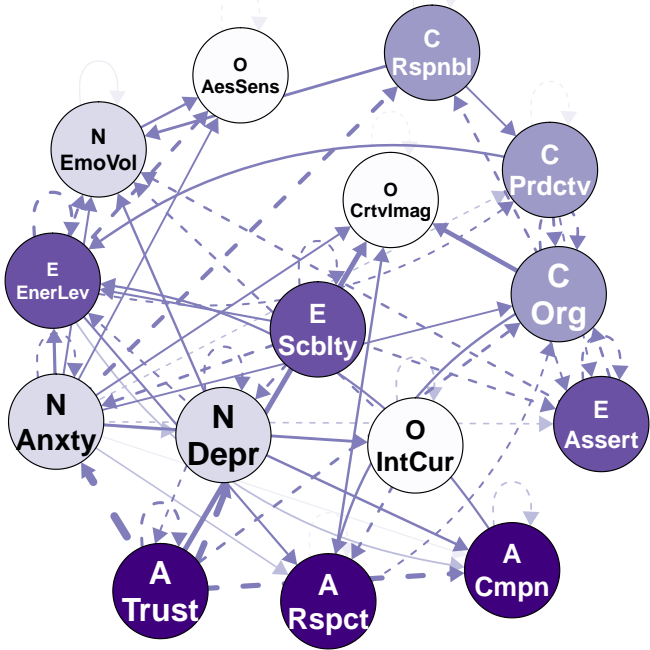 C
Rspnbl
O
AesSens
N
EmoVol
C
Prdctv
O
CrtvImag
E
EnerLev
C
Org
E
Scblty
N
Anxty
N
Depr
O
IntCur
E
Assert
A
Trust
A
Rspct
A
Cmpn